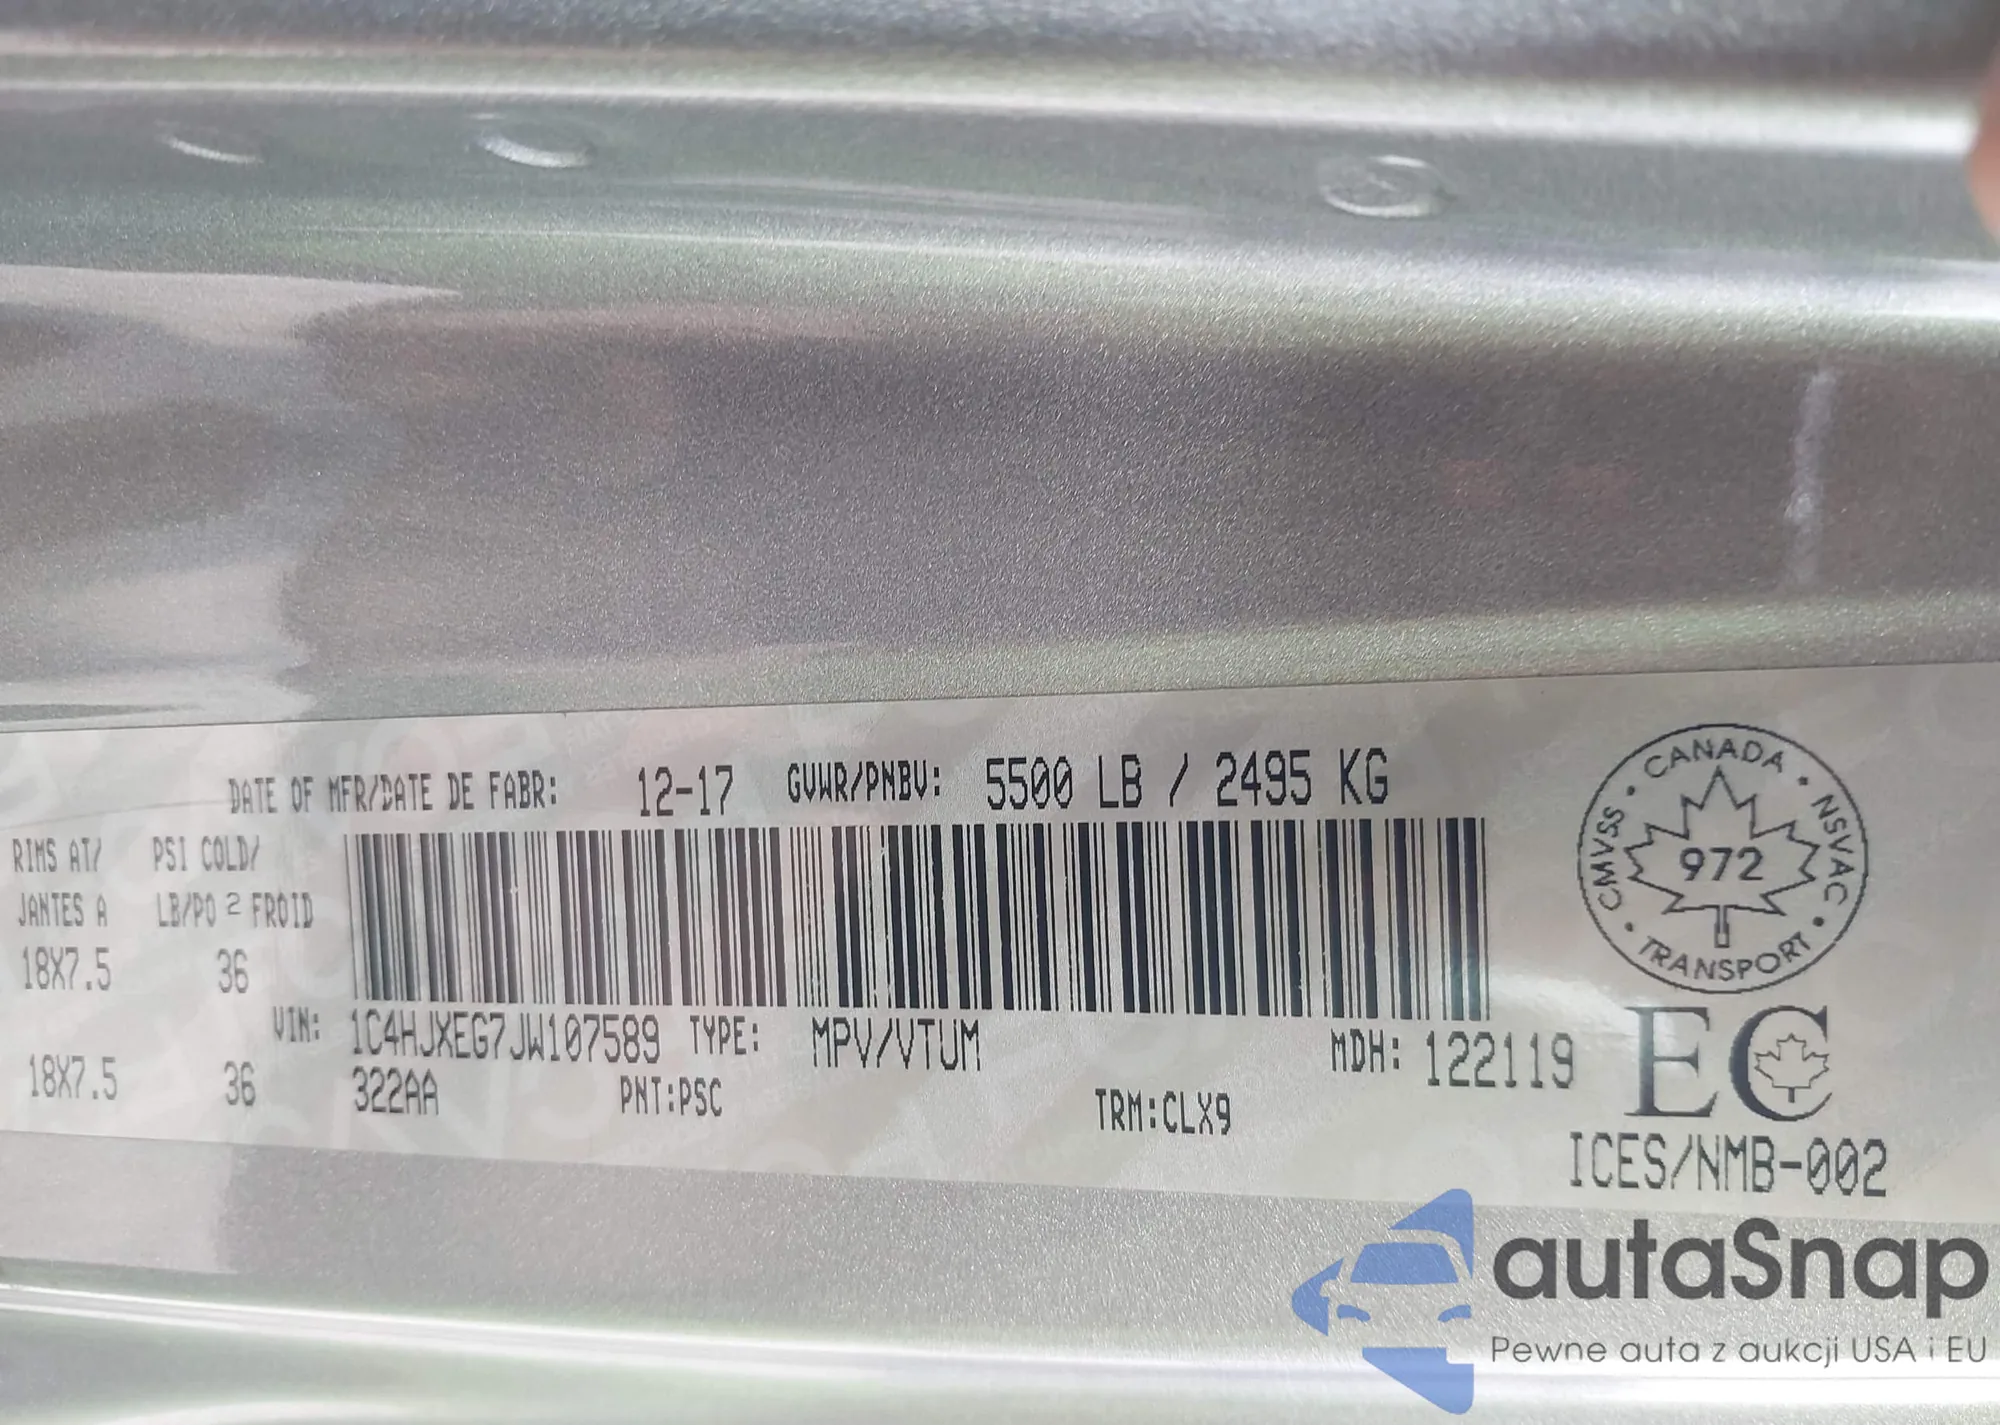 DATE OF MFR/DATE DE FABR: 12-17 GVWR/PNBV: 5500 LB / 2495 KG
RIMS AT/ PSI COLD/
JANTES A LB/PO 2 FROID
18X7.5 36
VIN: 1C4HJXEG7JW107589 TYPE: MPV/VTUM MDH: 122119
18X7.5 36 322AA PNT:PSC TRM:CLX9
CANADA • NSVAC • TRANSPORT • CMVSS •
972
EC
ICES/NMB-002
autaSnap
Pewne auta z aukcji USA i EU